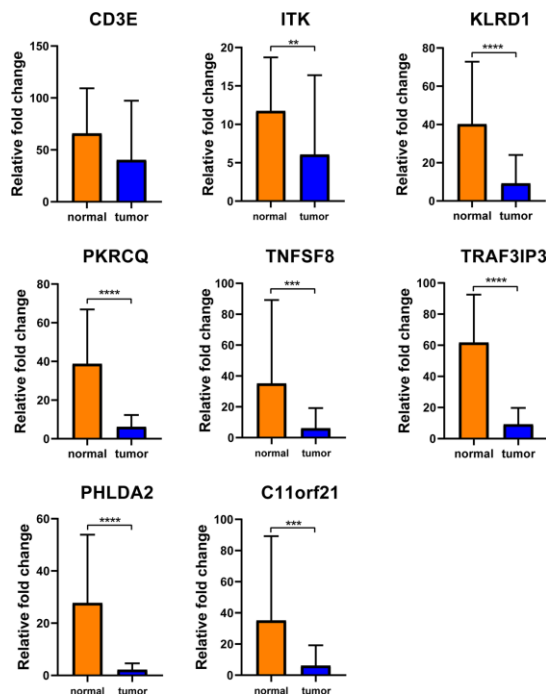 CD3E
Relative fold change
150
100
50
0
normal tumor
ITK
Relative fold change
20
15
10
5
0
**
normal tumor
KLRD1
Relative fold change
80
60
40
20
0
****
normal tumor
PKRCQ
Relative fold change
80
60
40
20
0
****
normal tumor
TNFSF8
Relative fold change
100
80
60
40
20
0
***
normal tumor
TRAF3IP3
Relative fold change
100
80
60
40
20
0
****
normal tumor
PHLDA2
Relative fold change
60
40
20
0
****
normal tumor
C11orf21
Relative fold change
100
80
60
40
20
0
***
normal tumor